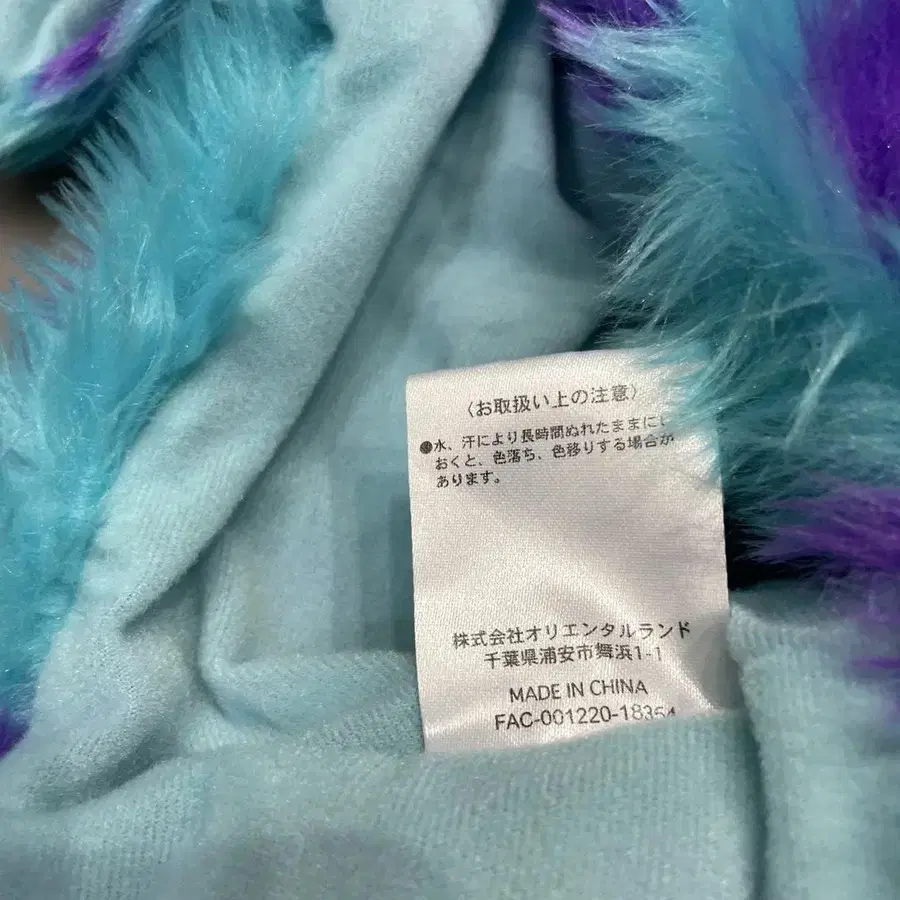 〈お取扱い上の注意〉
●水、汗により長時間ぬれたままに
おくと、色落ち、色移りする場合が
あります。
株式会社オリエンタルランド
千葉県浦安市舞浜1-1
MADE IN CHINA
FAC-001220-18364